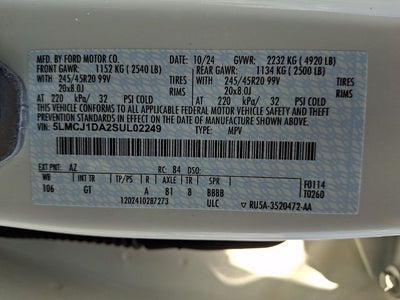 MFD. BY FORD MOTOR CO. 10/24 GVWR: 2232 KG ( 4920 LB)
FRONT GAWR: 1152 KG ( 2540 LB) REAR GAWR: 1134 KG ( 2500 LB)
WITH 245/45R20 99V TIRES WITH 245/45R20 99V TIRES
20x8.0J RIMS 20x8.0J RIMS
AT 220 kPa/ 32 PSI COLD AT 220 kPa/ 32 PSI COLD
THIS VEHICLE CONFORMS TO ALL APPLICABLE FEDERAL MOTOR VEHICLE SAFETY, BUMPER, AND THEFT
PREVENTION STANDARDS IN EFFECT ON THE DATE OF MANUFACTURE SHOWN ABOVE.
VIN: 5LMCJ1DA2SUL02249 TYPE: MPV
EXT PNT: AZ RC: 84 DSO:
WB INT TR TP/PS R AXLE TR SPR F0114
106 GT A 81 8 BBBB T0260
1202410287273 ULC ▽ RU5A-3520472-AA